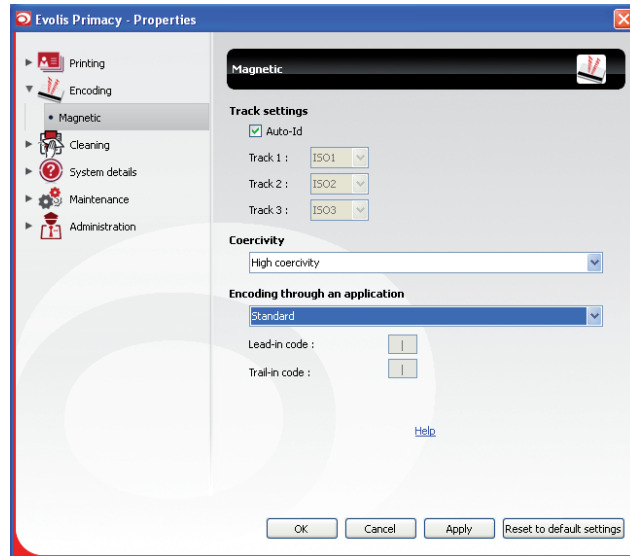 Evolis Primacy - Properties
Printing
Encoding
• Magnetic
Cleaning
System details
Maintenance
Administration
Magnetic
Track settings
Auto-Id
Track 1 : ISO1
Track 2 : ISO2
Track 3 : ISO3
Coercivity
High coercivity
Encoding through an application
Standard
Lead-in code : |
Trail-in code : |
Help
OK Cancel Apply Reset to default settings